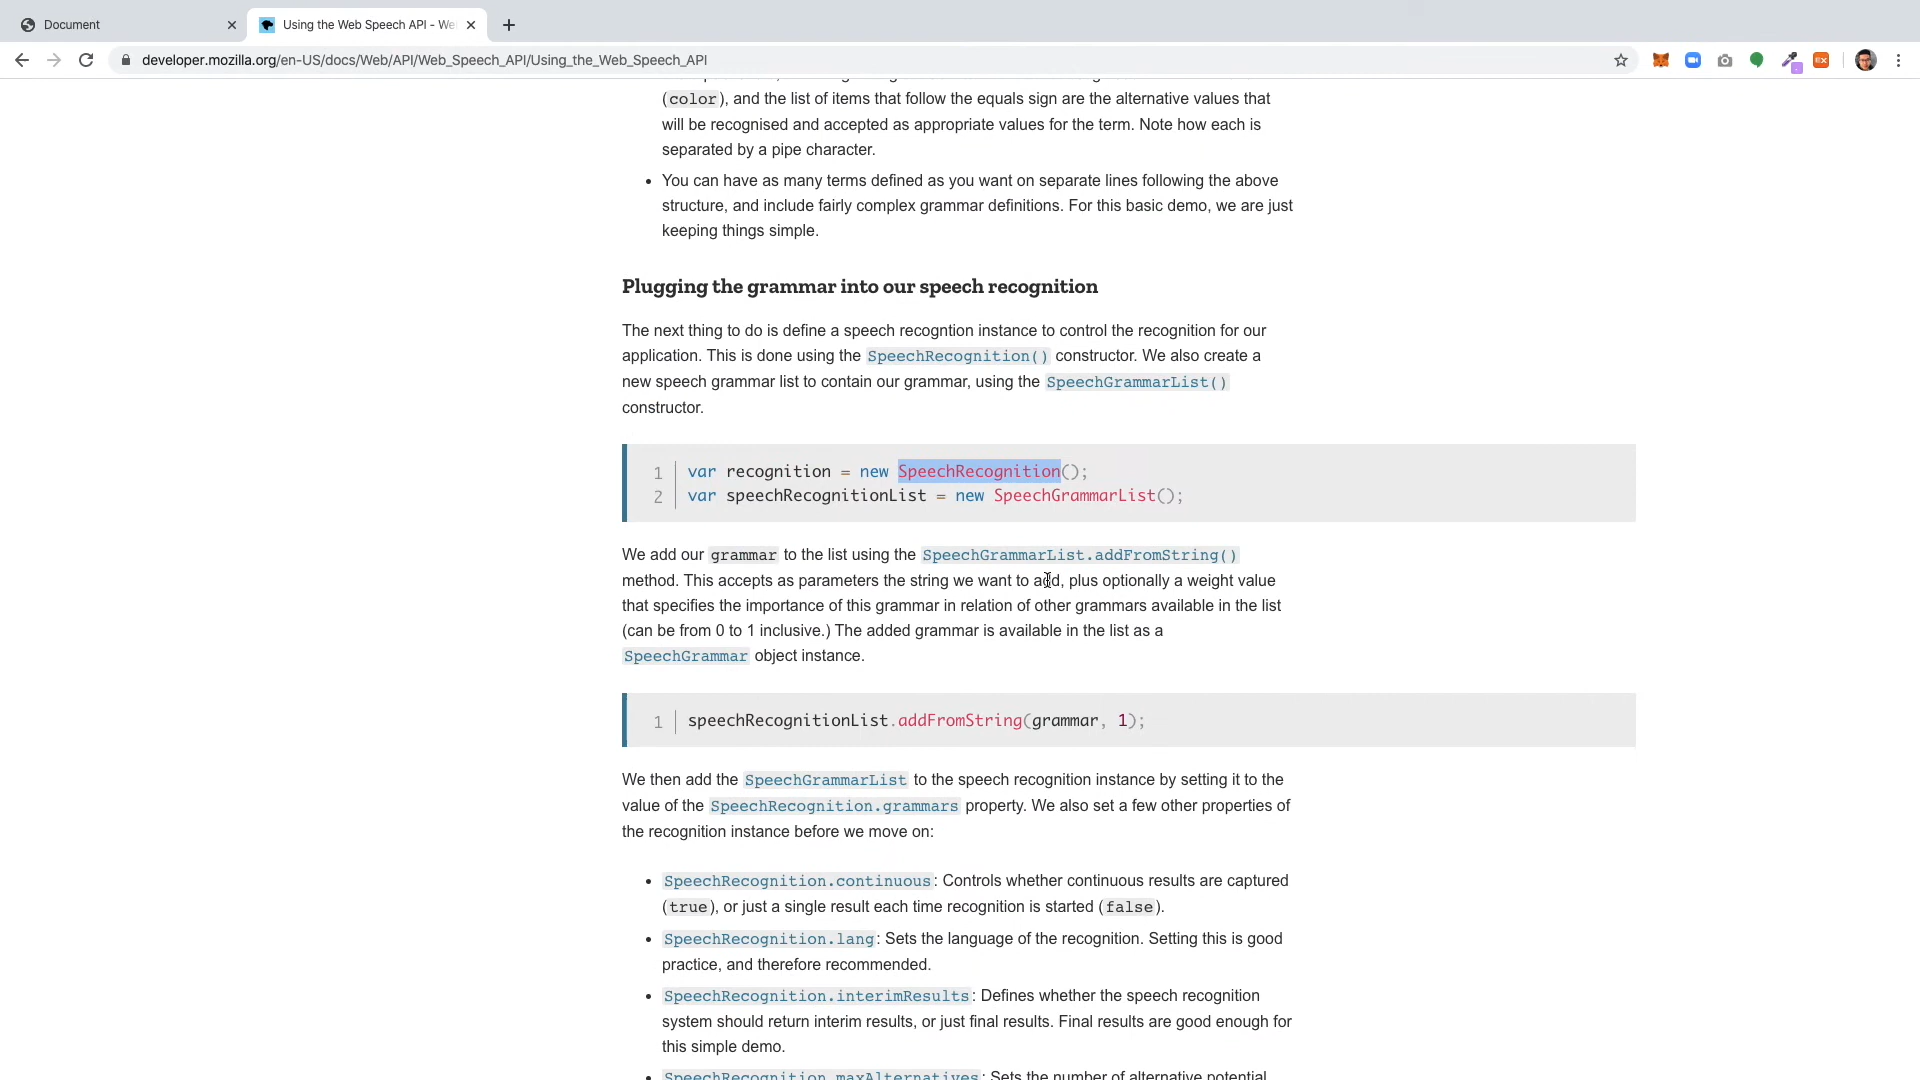 Document
Using the Web Speech API - We
developer.mozilla.org/en-US/docs/Web/API/Web_Speech_API/Using_the_Web_Speech_API
(color), and the list of items that follow the equals sign are the alternative values that
will be recognised and accepted as appropriate values for the term. Note how each is
separated by a pipe character.
• You can have as many terms defined as you want on separate lines following the above
structure, and include fairly complex grammar definitions. For this basic demo, we are just
keeping things simple.
Plugging the grammar into our speech recognition
The next thing to do is define a speech recogntion instance to control the recognition for our
application. This is done using the SpeechRecognition() constructor. We also create a
new speech grammar list to contain our grammar, using the SpeechGrammarList()
constructor.
1 var recognition = new SpeechRecognition();
2 var speechRecognitionList = new SpeechGrammarList();
We add our grammar to the list using the SpeechGrammarList.addFromString()
method. This accepts as parameters the string we want to add, plus optionally a weight value
that specifies the importance of this grammar in relation of other grammars available in the list
(can be from 0 to 1 inclusive.) The added grammar is available in the list as a
SpeechGrammar object instance.
1 speechRecognitionList.addFromString(grammar, 1);
We then add the SpeechGrammarList to the speech recognition instance by setting it to the
value of the SpeechRecognition.grammars property. We also set a few other properties of
the recognition instance before we move on:
• SpeechRecognition.continuous: Controls whether continuous results are captured
(true), or just a single result each time recognition is started (false).
• SpeechRecognition.lang: Sets the language of the recognition. Setting this is good
practice, and therefore recommended.
• SpeechRecognition.interimResults: Defines whether the speech recognition
system should return interim results, or just final results. Final results are good enough for
this simple demo.
• SpeechRecognition.maxAlternatives: Sets the number of alternative potential